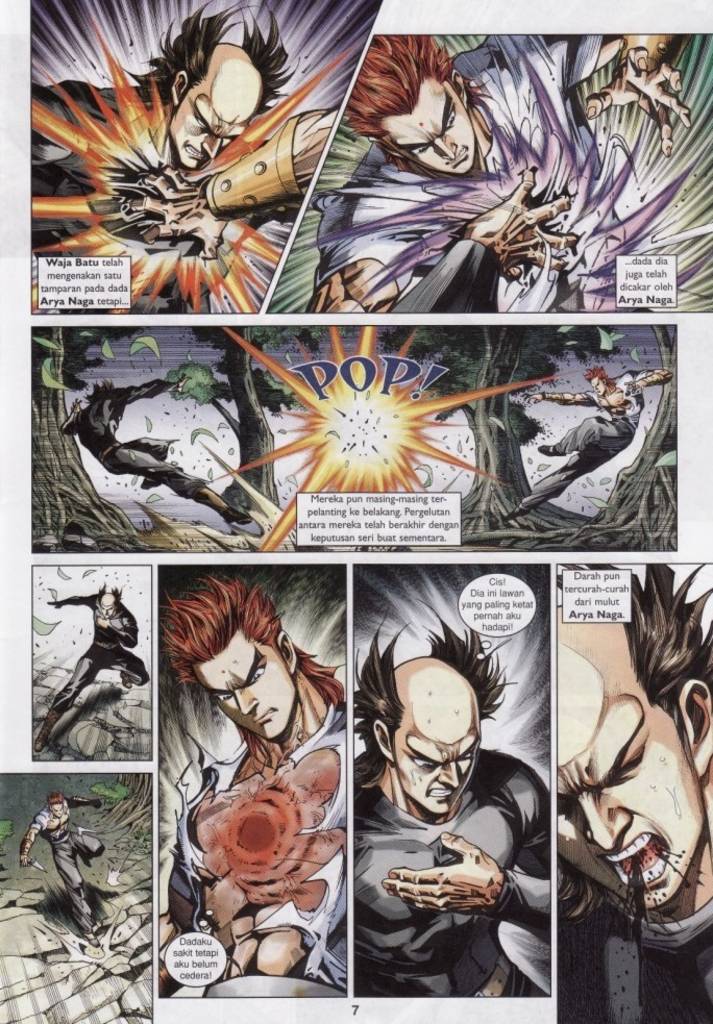 Waja Batu telah
mengenakan satu
tamparan pada dada
Arya Naga tetapi...
...dada dia
juga telah
dicakar oleh
Arya Naga.
POP!
Mereka pun masing-masing ter-
pelanting ke belakang. Pergelutan
antara mereka telah berakhir dengan
keputusan seri buat sementara.
Dadaku
sakit tetapi
aku belum
cedera!
Cis!
Dia ini lawan
yang paling ketat
pernah aku
hadapi!
Darah pun
tercurah-curah
dari mulut
Arya Naga.
7